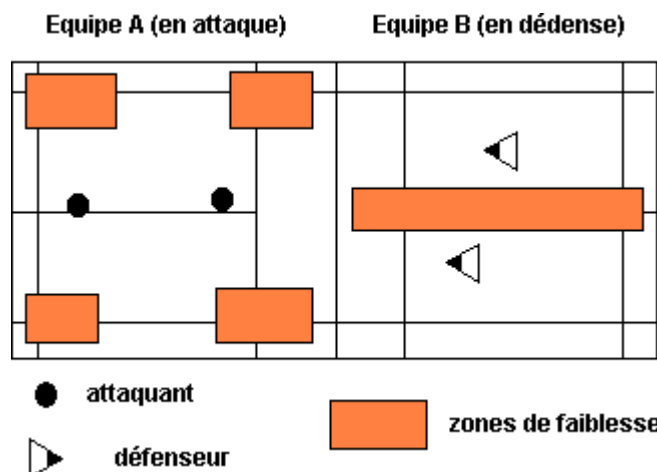 Equipe A (en attaque)
Equipe B (en dédense)
attaquant
zones de faiblesse
défenseur